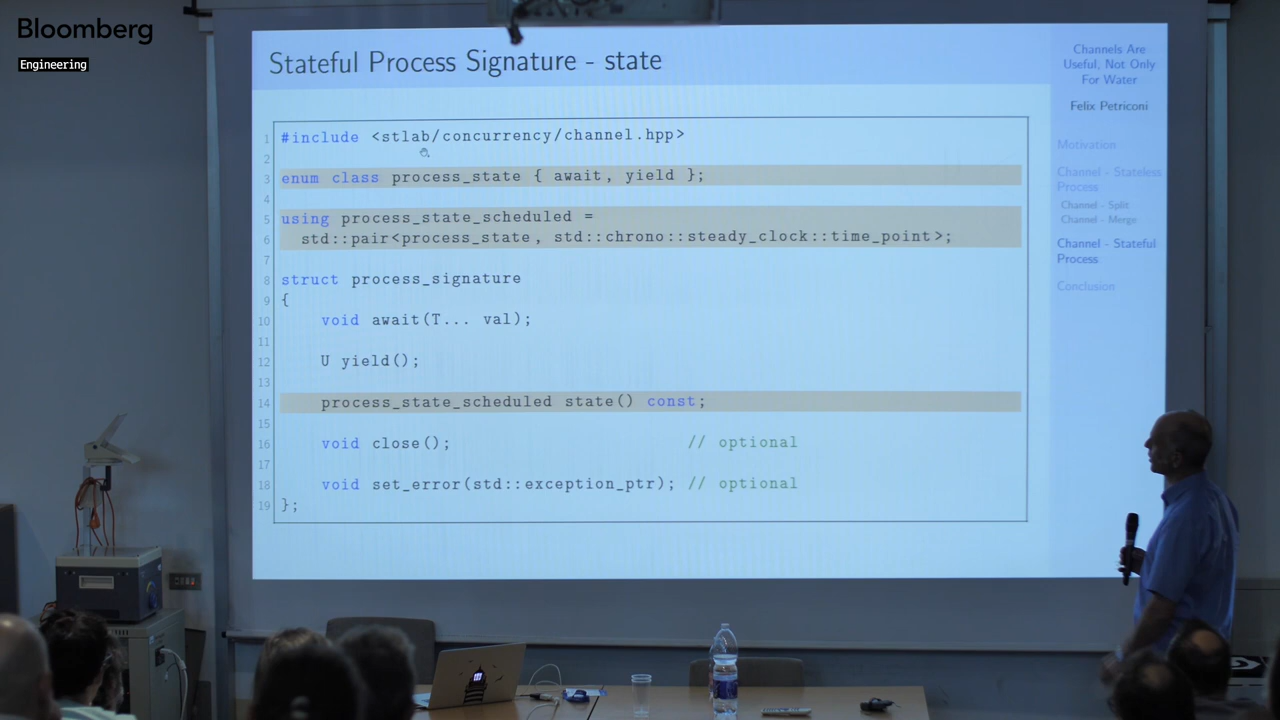 Bloomberg
Engineering
Stateful Process Signature - state
1 #include <stlab/concurrency/channel.hpp>
2
3 enum class process_state { await, yield };
4
5 using process_state_scheduled =
6 std::pair<process_state, std::chrono::steady_clock::time_point>;
7
8 struct process_signature
9 {
10 void await(T... val);
11
12 U yield();
13
14 process_state_scheduled state() const;
15
16 void close(); // optional
17
18 void set_error(std::exception_ptr); // optional
19 };
Channels Are
Useful, Not Only
For Water
Felix Petriconi
Motivation
Channel - Stateless
Process
Channel - Split
Channel - Merge
Channel - Stateful
Process
Conclusion